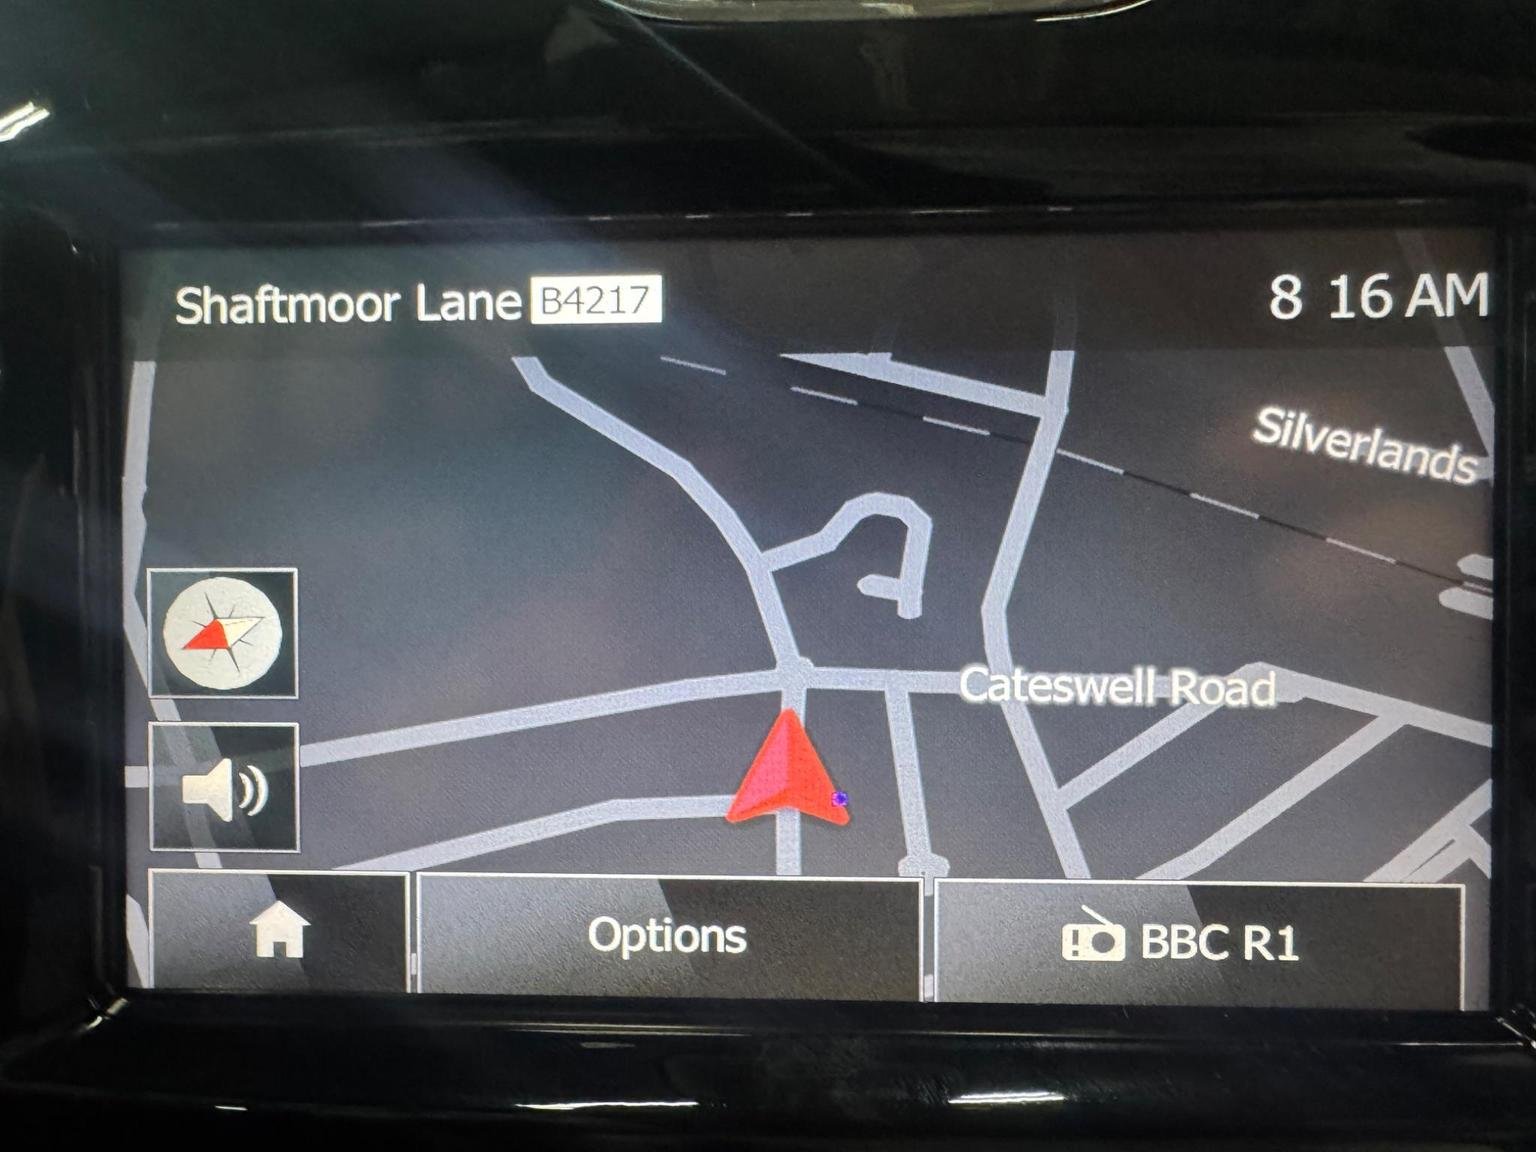 Shaftmoor Lane B4217
8 16 AM
Silverlands
Cateswell Road
Options
BBC R1